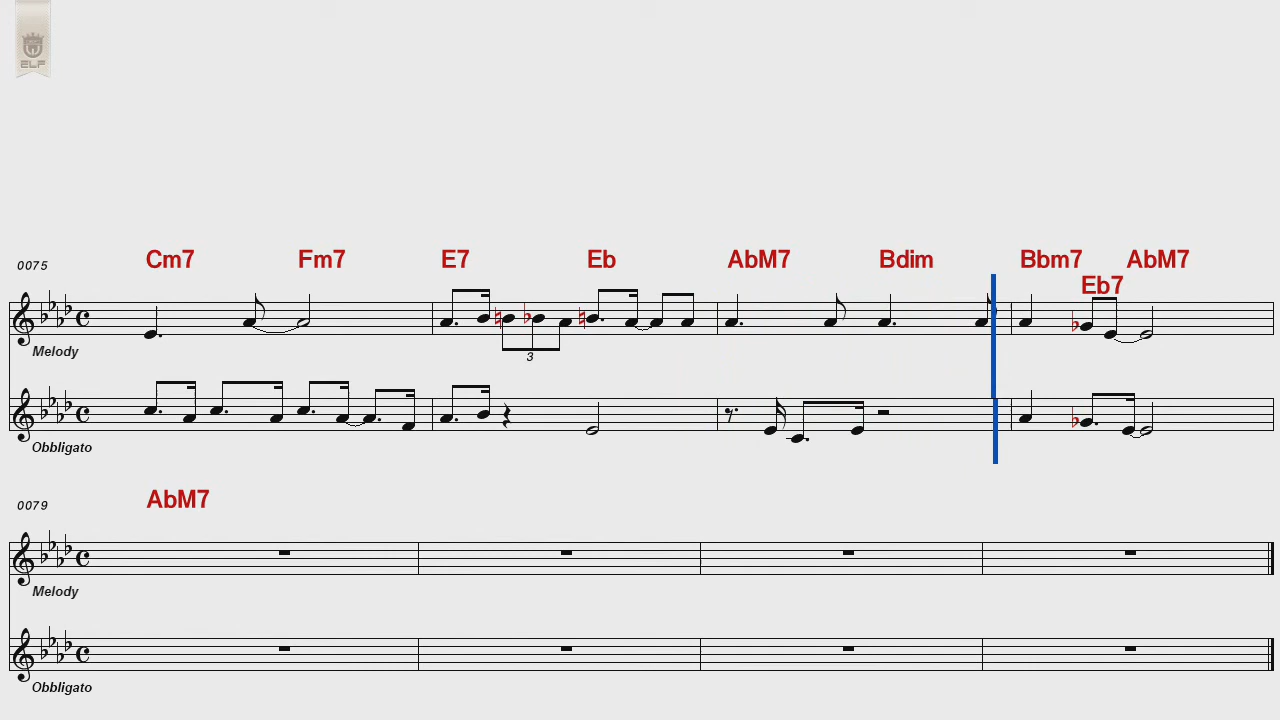 ELF
Cm7 Fm7 E7 Eb AbM7 Bdim Bbm7 AbM7
0075
Eb7
Melody
3
Obbligato
AbM7
0079
Melody
Obbligato